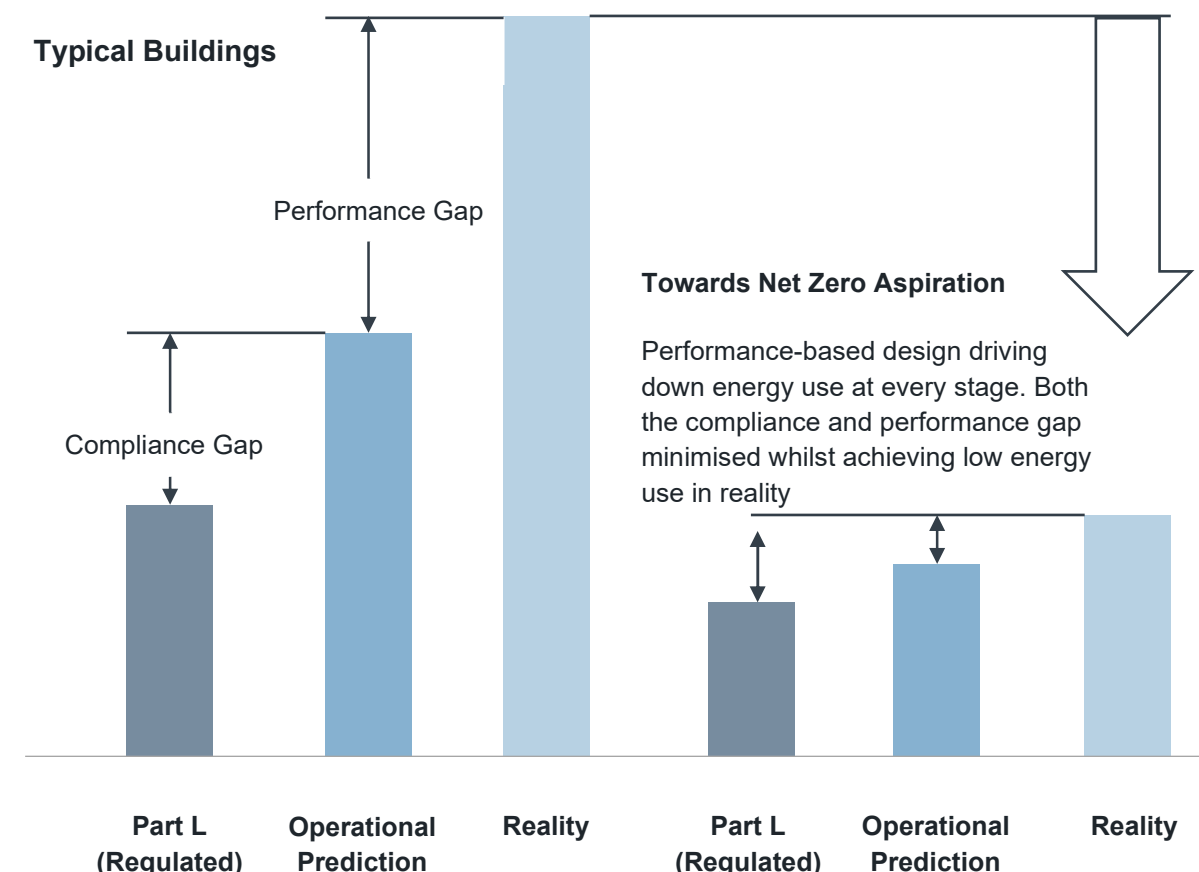 Typical Buildings
Performance Gap
Compliance Gap
Towards Net Zero Aspiration
Performance-based design driving
down energy use at every stage. Both
the compliance and performance gap
minimised whilst achieving low energy
use in reality
Part L
(Regulated)
Operational
Prediction
Reality
Part L
(Regulated)
Operational
Prediction
Reality